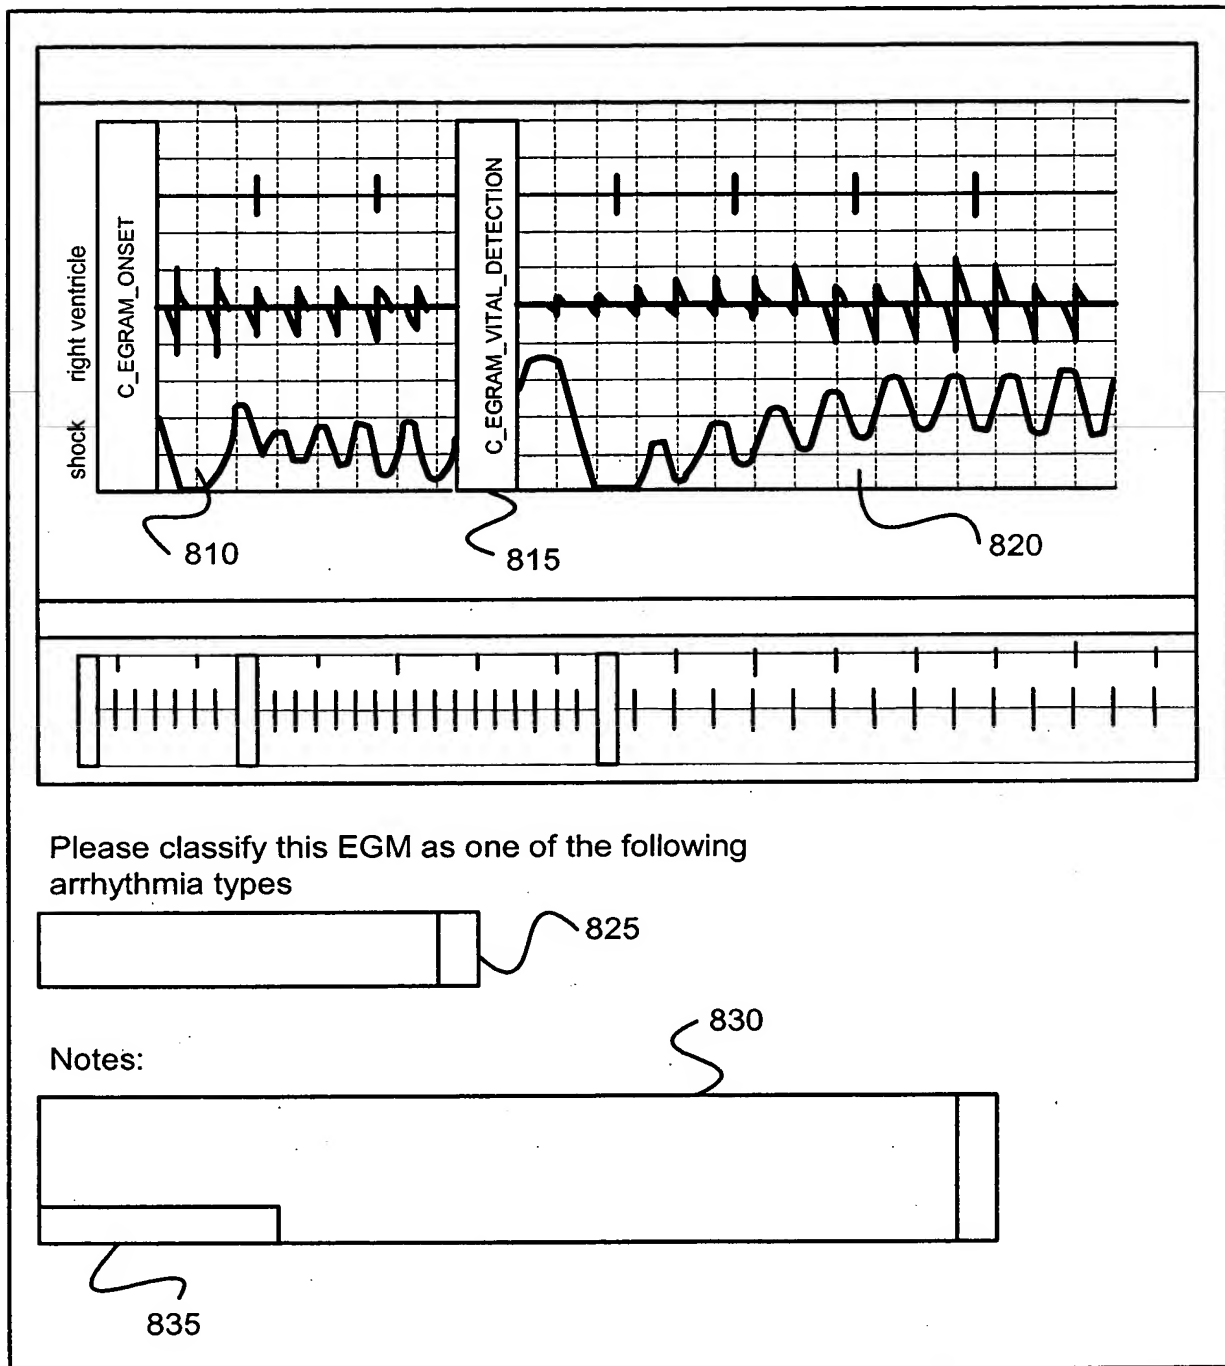 right ventricle
shock
C_EGRAM_ONSET
C_EGRAM_VITAL_DETECTION
810
815
820
Please classify this EGM as one of the following
arrhythmia types
825
830
Notes:
835